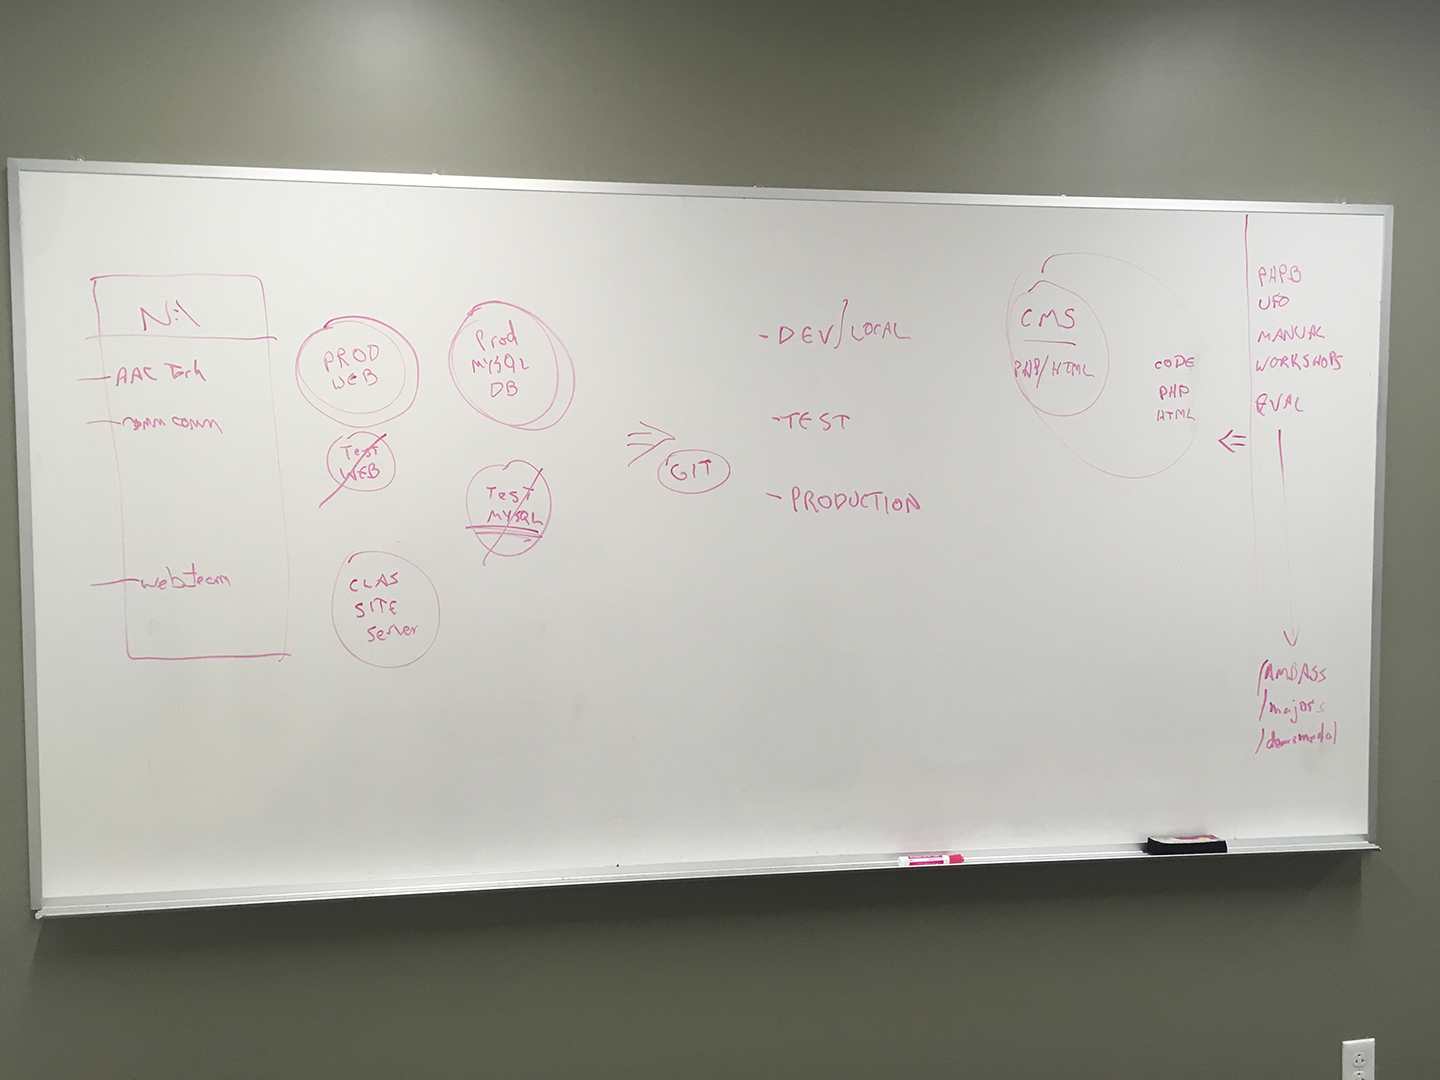 N:\
AAC Tech
comm comm
webteam
PROD
WEB
Test
WEB
CLAS
SITE
Server
Prod
MYSQL
DB
Test
MYSQL
GIT
- DEV/LOCAL
- TEST
- PRODUCTION
CMS
PHP/HTML
CODE
PHP
HTML
PHPB
UFO
MANUAL
WORKSHOPS
EVAL
/AMBASS
/majors